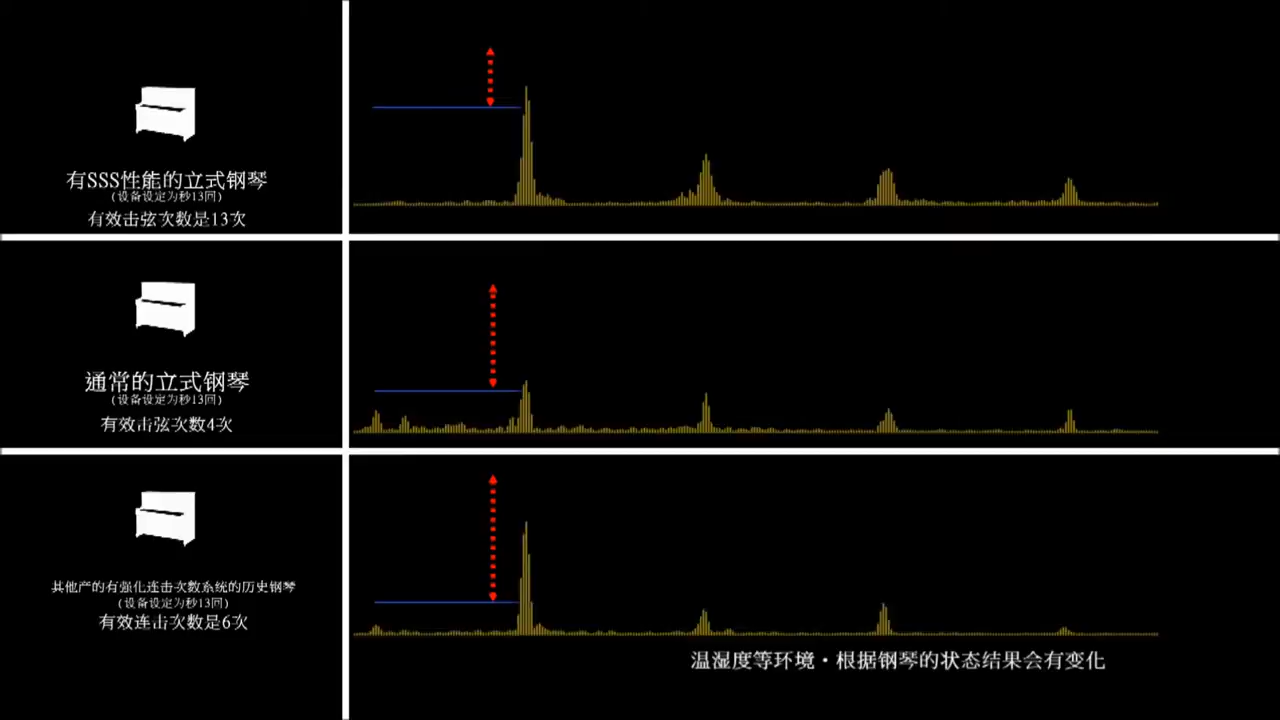 有SSS性能的立式钢琴
(设备设定为秒13回)
有效击弦次数是13次
通常的立式钢琴
(设备设定为秒13回)
有效击弦次数4次
其他产的有强化连击次数系统的历史钢琴
(设备设定为秒13回)
有效连击次数是6次
温湿度等环境·根据钢琴的状态结果会有变化